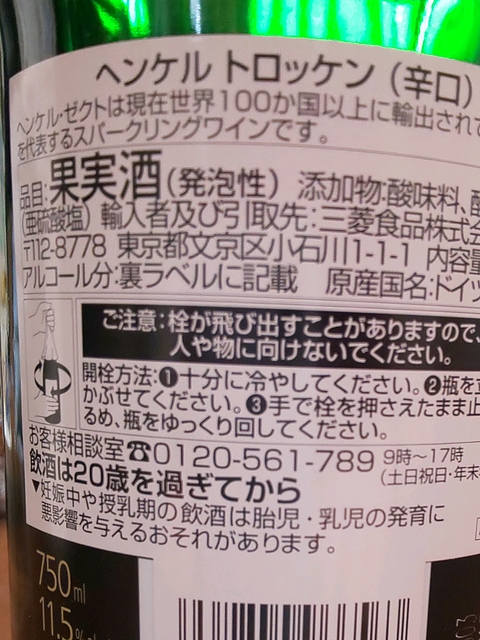 ヘンケル トロッケン（辛口）
ヘンケル・ゼクトは現在世界100か国以上に輸出されて
を代表するスパークリングワインです。
品目:果実酒(発泡性) 添加物:酸味料、
(亜硫酸塩) 輸入者及び引取先:三菱食品株式会
〒112-8778 東京都文京区小石川1-1-1 内容量
アルコール分:裏ラベルに記載 原産国名:ドイツ
ご注意:栓が飛び出すことがありますので、
人や物に向けないでください。
開栓方法:❶十分に冷やしてください。❷瓶を立
かぶせてください。❸手で栓を押さえたまま止
るめ、瓶をゆっくり回してください。
お客様相談室☎0120-561-789 9時〜17時
(土日祝日・年末
飲酒は20歳を過ぎてから
▼妊娠中や授乳期の飲酒は胎児・乳児の発育に
悪影響を与えるおそれがあります。
750ml
11.5%